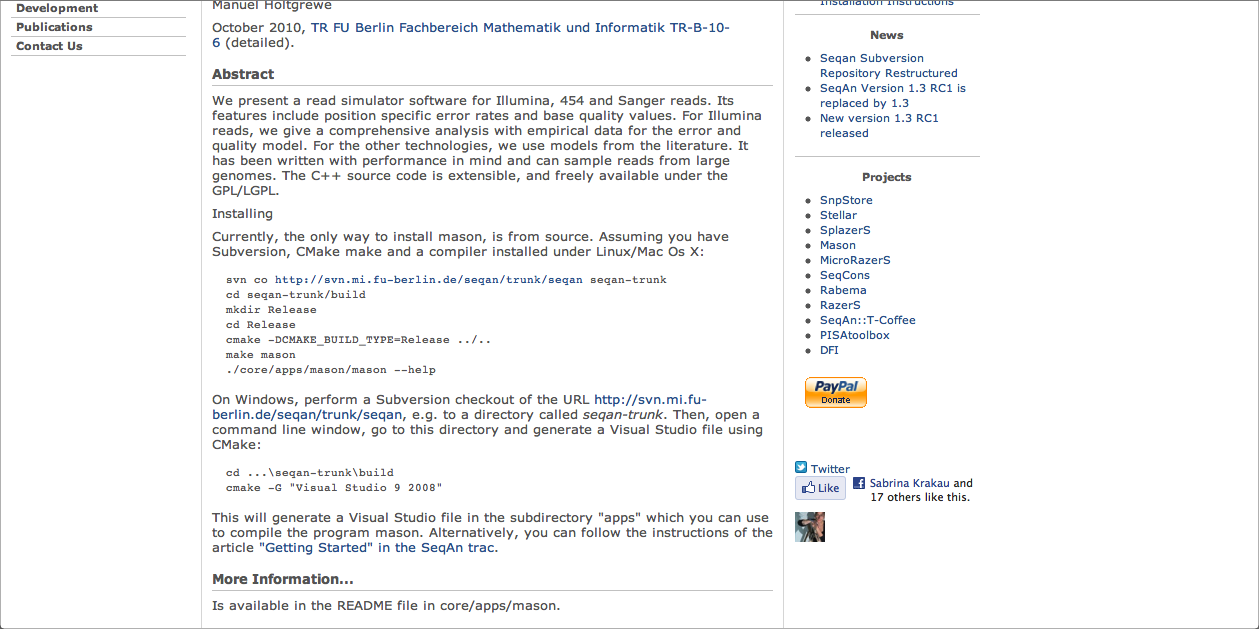 Development
Publications
Contact Us
Manuel Holtgrewe
October 2010, TR FU Berlin Fachbereich Mathematik und Informatik TR-B-10-
6 (detailed).
Abstract
We present a read simulator software for Illumina, 454 and Sanger reads. Its
features include position specific error rates and base quality values. For Illumina
reads, we give a comprehensive analysis with empirical data for the error and
quality model. For the other technologies, we use models from the literature. It
has been written with performance in mind and can sample reads from large
genomes. The C++ source code is extensible, and freely available under the
GPL/LGPL.
Installing
Currently, the only way to install mason, is from source. Assuming you have
Subversion, CMake make and a compiler installed under Linux/Mac Os X:
svn co http://svn.mi.fu-berlin.de/seqan/trunk/seqan seqan-trunk
cd seqan-trunk/build
mkdir Release
cd Release
cmake -DCMAKE_BUILD_TYPE=Release ../..
make mason
./core/apps/mason/mason --help
On Windows, perform a Subversion checkout of the URL http://svn.mi.fu-
berlin.de/seqan/trunk/seqan, e.g. to a directory called seqan-trunk. Then, open a
command line window, go to this directory and generate a Visual Studio file using
CMake:
cd ...\seqan-trunk\build
cmake -G "Visual Studio 9 2008"
This will generate a Visual Studio file in the subdirectory "apps" which you can use
to compile the program mason. Alternatively, you can follow the instructions of the
article "Getting Started" in the SeqAn trac.
More Information...
Is available in the README file in core/apps/mason.
Installation Instructions
News
Seqan Subversion
Repository Restructured
SeqAn Version 1.3 RC1 is
replaced by 1.3
New version 1.3 RC1
released
Projects
SnpStore
Stellar
SplazerS
Mason
MicroRazerS
SeqCons
Rabema
RazerS
SeqAn::T-Coffee
PISAtoolbox
DFI
PayPal
Donate
Twitter
Like
Sabrina Krakau and
17 others like this.